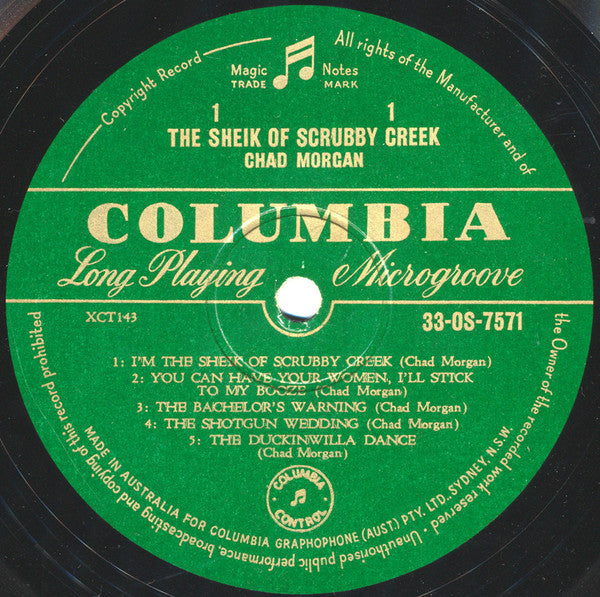 Copyright Record
All rights of the Manufacturer and of
the Owner of the recorded work reserved • Unauthorised public performance, broadcasting and copying of this record prohibited
Magic Notes
TRADE MARK
1 1
THE SHEIK OF SCRUBBY CREEK
CHAD MORGAN
COLUMBIA
Long Playing Microgroove
XCT143
33-OS-7571
1: I'M THE SHEIK OF SCRUBBY CREEK (Chad Morgan)
2: YOU CAN HAVE YOUR WOMEN, I'LL STICK
TO MY BOOZE (Chad Morgan)
3: THE BACHELOR'S WARNING (Chad Morgan)
4: THE SHOTGUN WEDDING (Chad Morgan)
5: THE DUCKINWILLA DANCE
(Chad Morgan)
COLUMBIA
CONTROL
MADE IN AUSTRALIA FOR COLUMBIA GRAPHOPHONE (AUST.) PTY. LTD., SYDNEY, N.S.W.